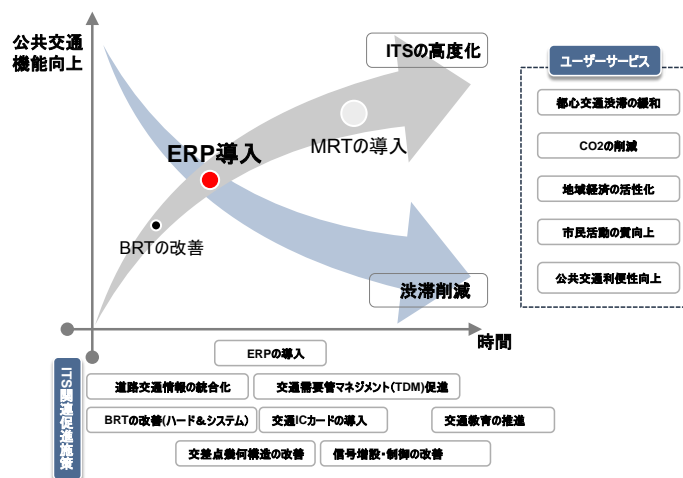 公共交通
機能向上
ITSの高度化
ERP導入
MRTの導入
BRTの改善
渋滞削減
時間
ユーザーサービス
都心交通渋滞の緩和
CO2の削減
地域経済の活性化
市民活動の質向上
公共交通利便性向上
ITS関連促進施策
ERPの導入
道路交通情報の統合化
交通需要管マネジメント(TDM)促進
BRTの改善(ハード＆システム)
交通ICカードの導入
交通教育の推進
交差点幾何構造の改善
信号増設・制御の改善